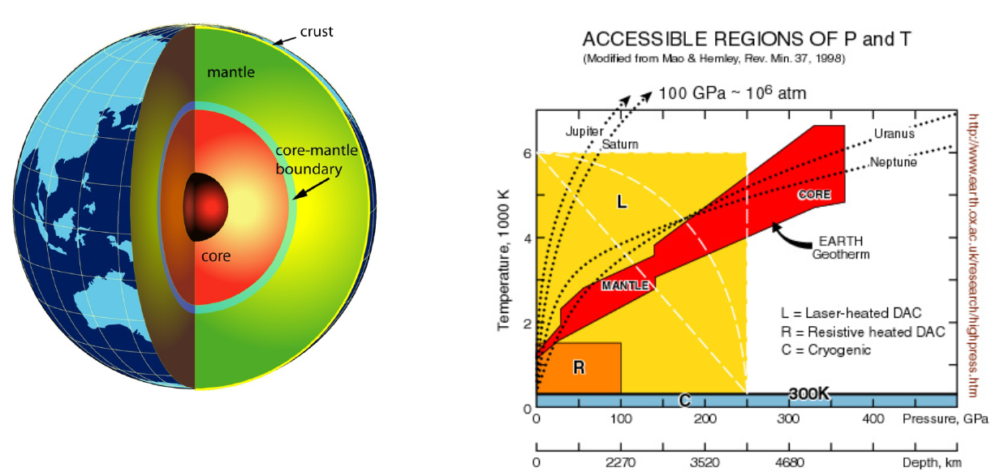 crust
mantle
core-mantle
boundary
core
ACCESSIBLE REGIONS OF P and T
(Modified from Mao & Hemley, Rev. Min. 37, 1998)
100 GPa ~ 10⁶ atm
Jupiter
Saturn
Uranus
Neptune
6
L
CORE
Temperature, 1000 K
4
EARTH
Geotherm
MANTLE
2
L = Laser-heated DAC
R = Resistive heated DAC
C = Cryogenic
R
300K
C
0
0 100 200 300 400 Pressure, GPa
0 2270 3520 4680 Depth, km
http://www.earth.ox.ac.uk/research/highpress.htm